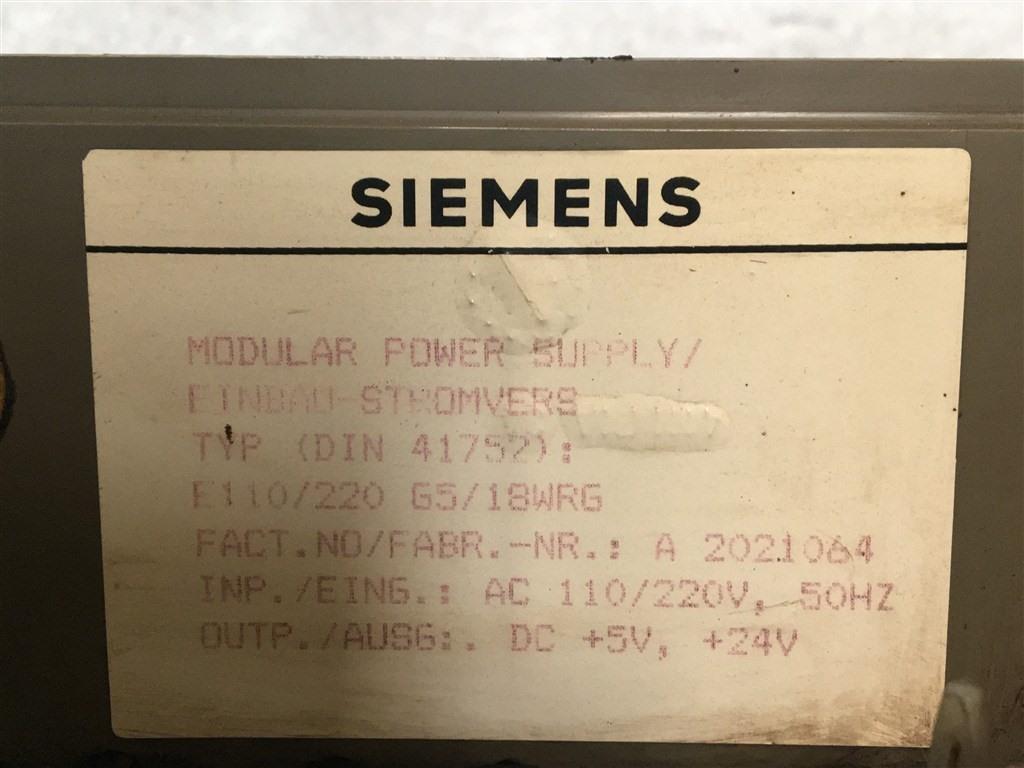 SIEMENS
MODULAR POWER SUPPLY/
EINBAU-STROMVERS
TYP (DIN 41752):
E110/220 G5/18WRG
FACT.NO/FABR.-NR.: A 2021064
INP./EING.: AC 110/220V, 50HZ
OUTP./AUSG:. DC +5V, +24V